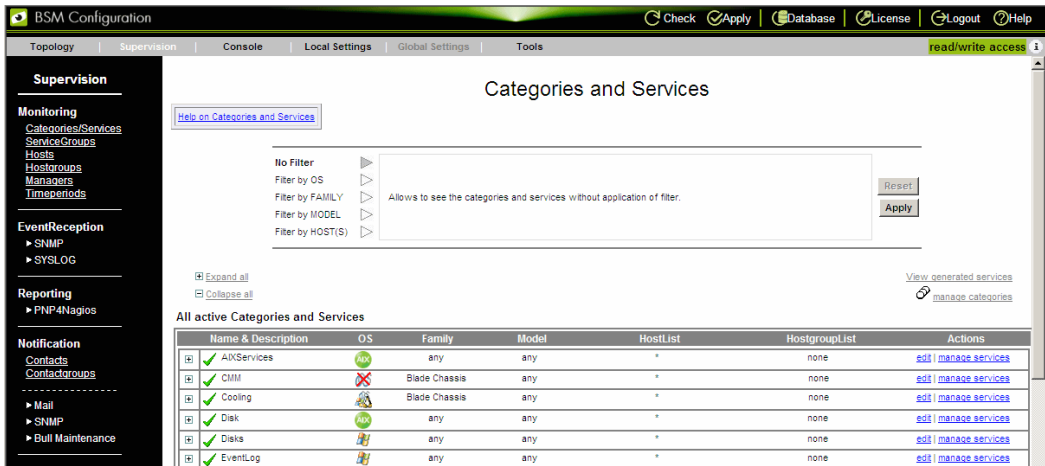 BSM Configuration
Check Apply Database License Logout Help
Topology Supervision Console Local Settings Global Settings Tools read/write access i
Supervision
Monitoring
Categories/Services
ServiceGroups
Hosts
Hostgroups
Managers
Timeperiods
EventReception
SNMP
SYSLOG
Reporting
PNP4Nagios
Notification
Contacts
Contactgroups
Mail
SNMP
Bull Maintenance
Categories and Services
Help on Categories and Services
No Filter
Filter by OS
Filter by FAMILY
Filter by MODEL
Filter by HOST(S)
Allows to see the categories and services without application of filter.
Reset
Apply
Expand all
Collapse all
View generated services
manage categories
All active Categories and Services
Name & Description OS Family Model HostList HostgroupList Actions
AIXServices AIX any any * none edit | manage services
CMM Blade Chassis any * none edit | manage services
Cooling Blade Chassis any * none edit | manage services
Disk AIX any any * none edit | manage services
Disks any any * none edit | manage services
EventLog any any * none edit | manage services